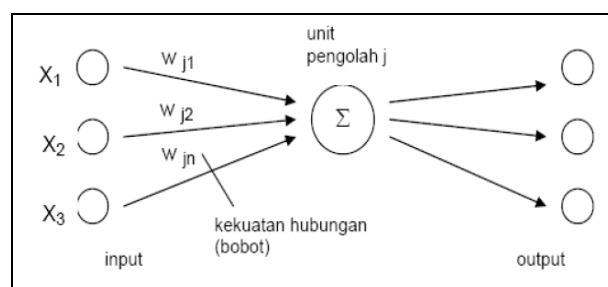 unit
pengolah j
X1
W j1
X2
W j2
Σ
X3
W jn
kekuatan hubungan
(bobot)
input
output